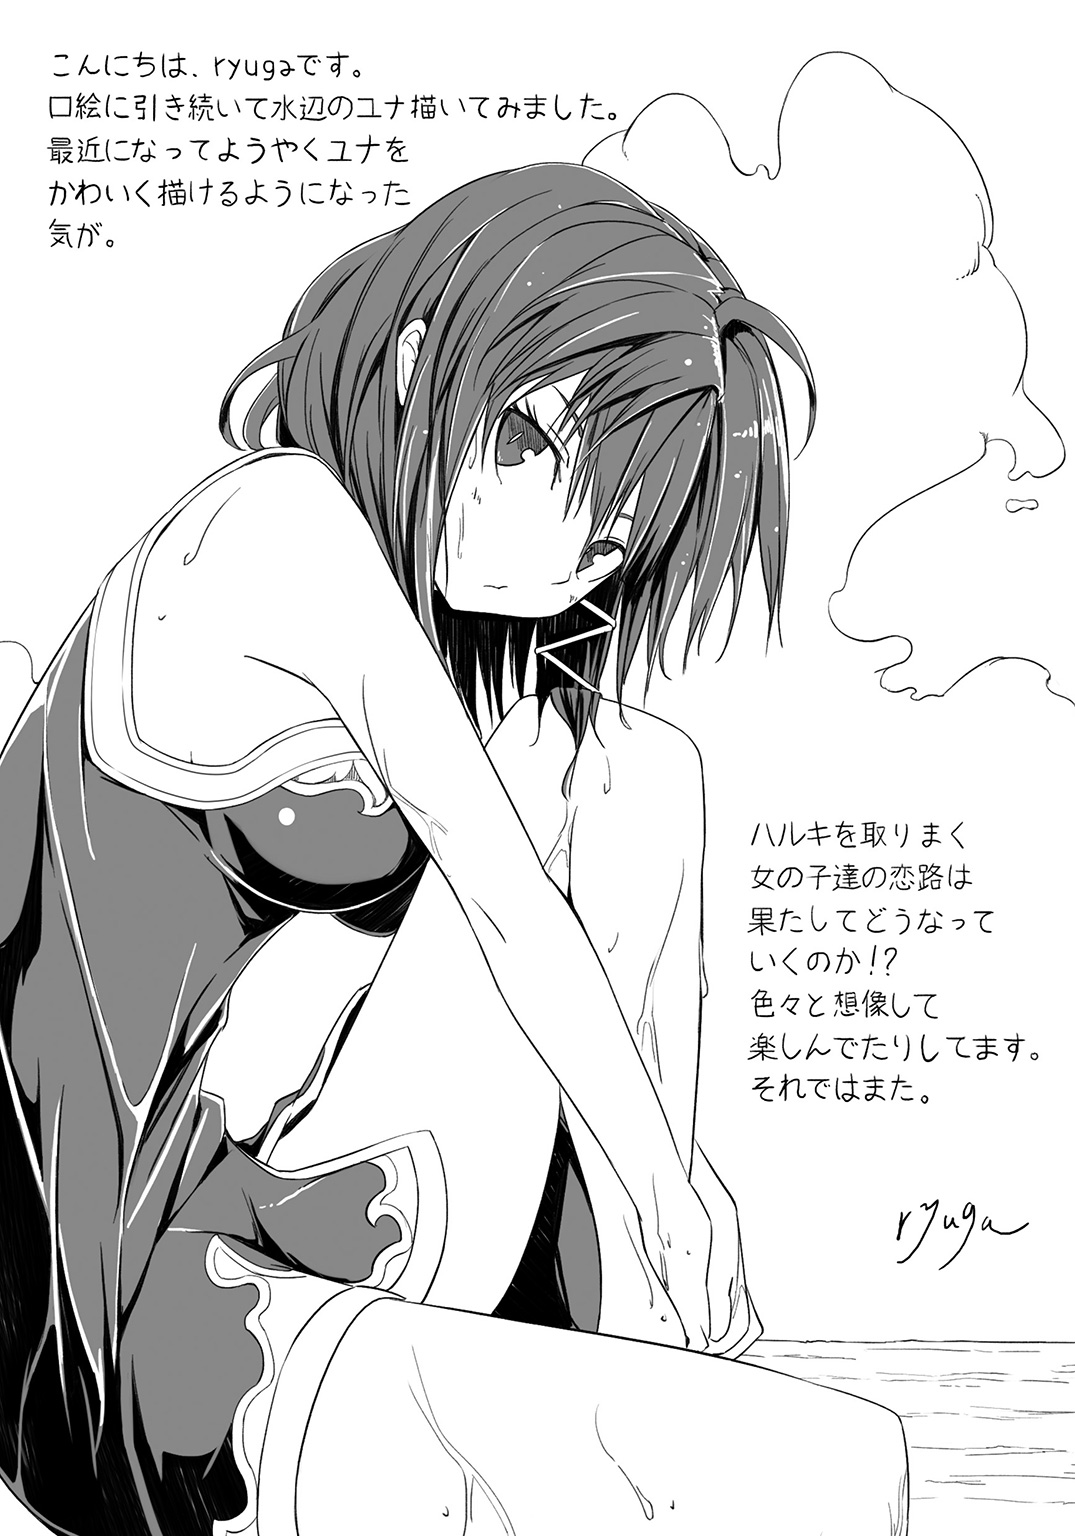 こんにちは、ryugaです。
口絵に引き続いて水辺のユナ描いてみました。
最近になってようやくユナを
かわいく描けるようになった
気が。
ハルキを取りまく
女の子達の恋路は
果たしてどうなって
いくのか!?
色々と想像して
楽しんでたりしてます。
それではまた。
ryuga